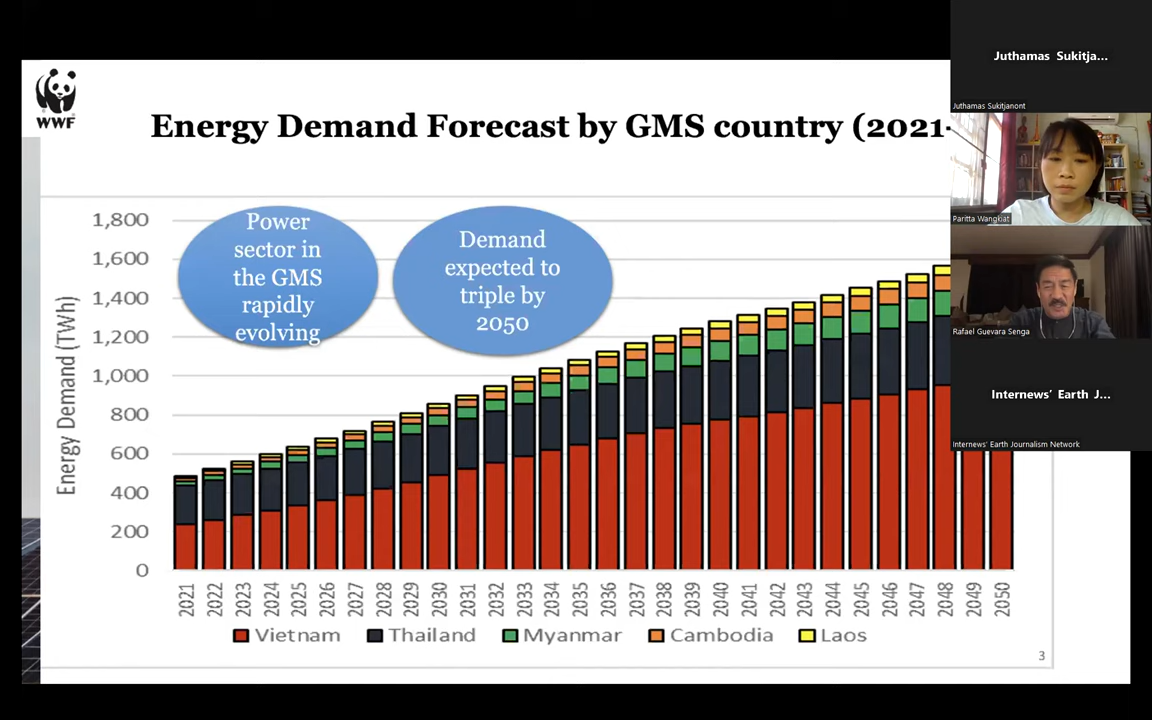 WWF
Energy Demand Forecast by GMS country (2021-
Power
sector in
the GMS
rapidly
evolving
Demand
expected to
triple by
2050
Energy Demand (TWh)
1,800
1,600
1,400
1,200
1,000
800
600
400
200
0
2021 2022 2023 2024 2025 2026 2027 2028 2029 2030 2031 2032 2033 2034 2035 2036 2037 2038 2039 2040 2041 2042 2043 2044 2045 2046 2047 2048 2049 2050
Vietnam Thailand Myanmar Cambodia Laos
3
Juthamas Sukitja...
Juthamas Sukitjanont
Paritta Wangkiat
Rafael Guevara Senga
Internews' Earth J...
Internews' Earth Journalism Network